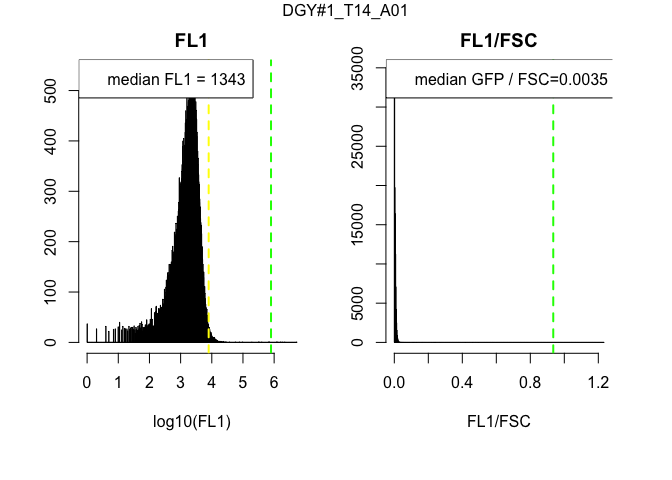 DGY#1_T14_A01
FL1
median FL1 = 1343
0
100
200
300
400
500
0 1 2 3 4 5 6
log10(FL1)
FL1/FSC
median GFP / FSC=0.0035
0
5000
15000
25000
35000
0.0 0.4 0.8 1.2
FL1/FSC